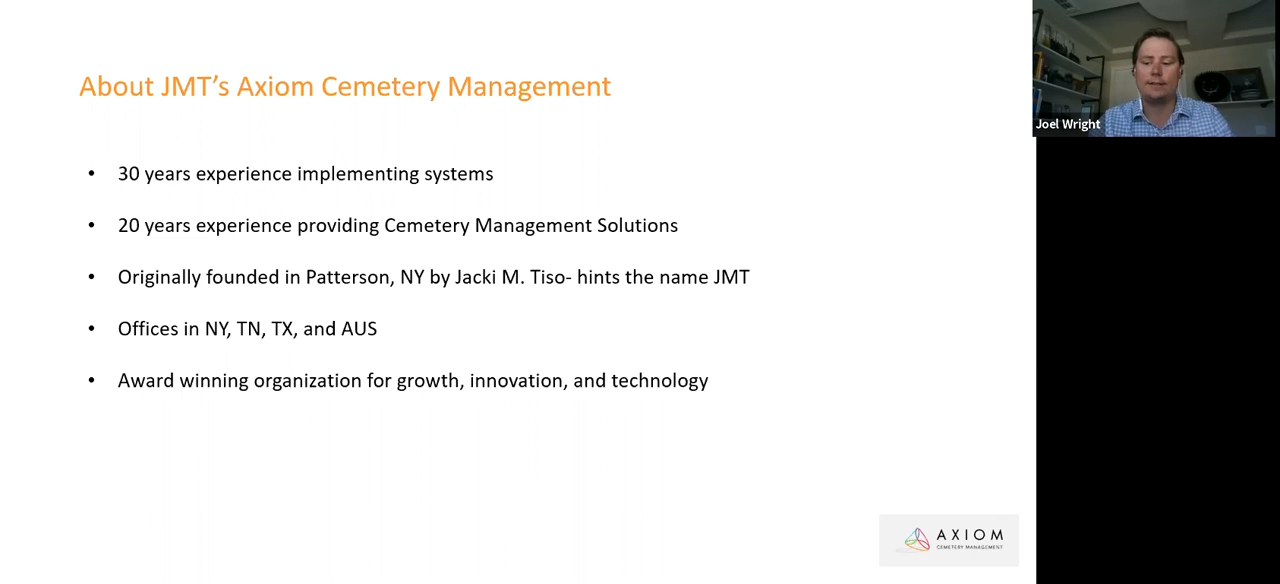 About JMT's Axiom Cemetery Management
• 30 years experience implementing systems
• 20 years experience providing Cemetery Management Solutions
• Originally founded in Patterson, NY by Jacki M. Tiso- hints the name JMT
• Offices in NY, TN, TX, and AUS
• Award winning organization for growth, innovation, and technology
Joel Wright
AXIOM
CEMETERY MANAGEMENT